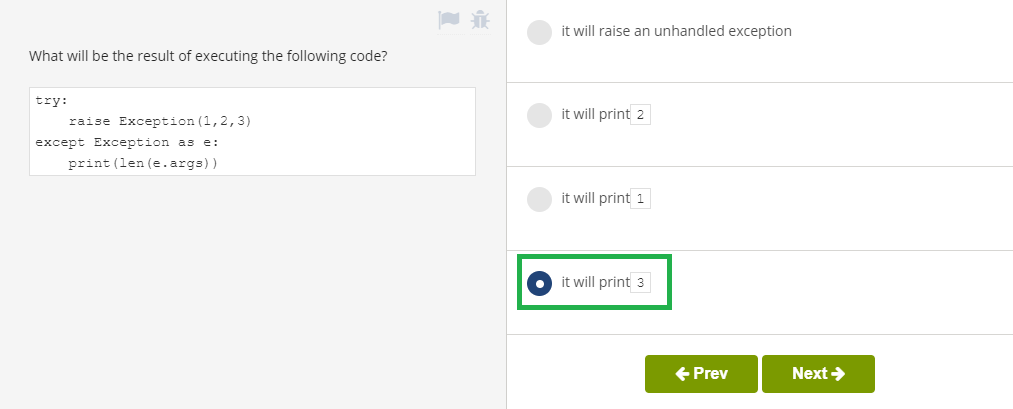 What will be the result of executing the following code?
try:
    raise Exception(1,2,3)
except Exception as e:
    print(len(e.args))
it will raise an unhandled exception
it will print 2
it will print 1
it will print 3
Prev
Next